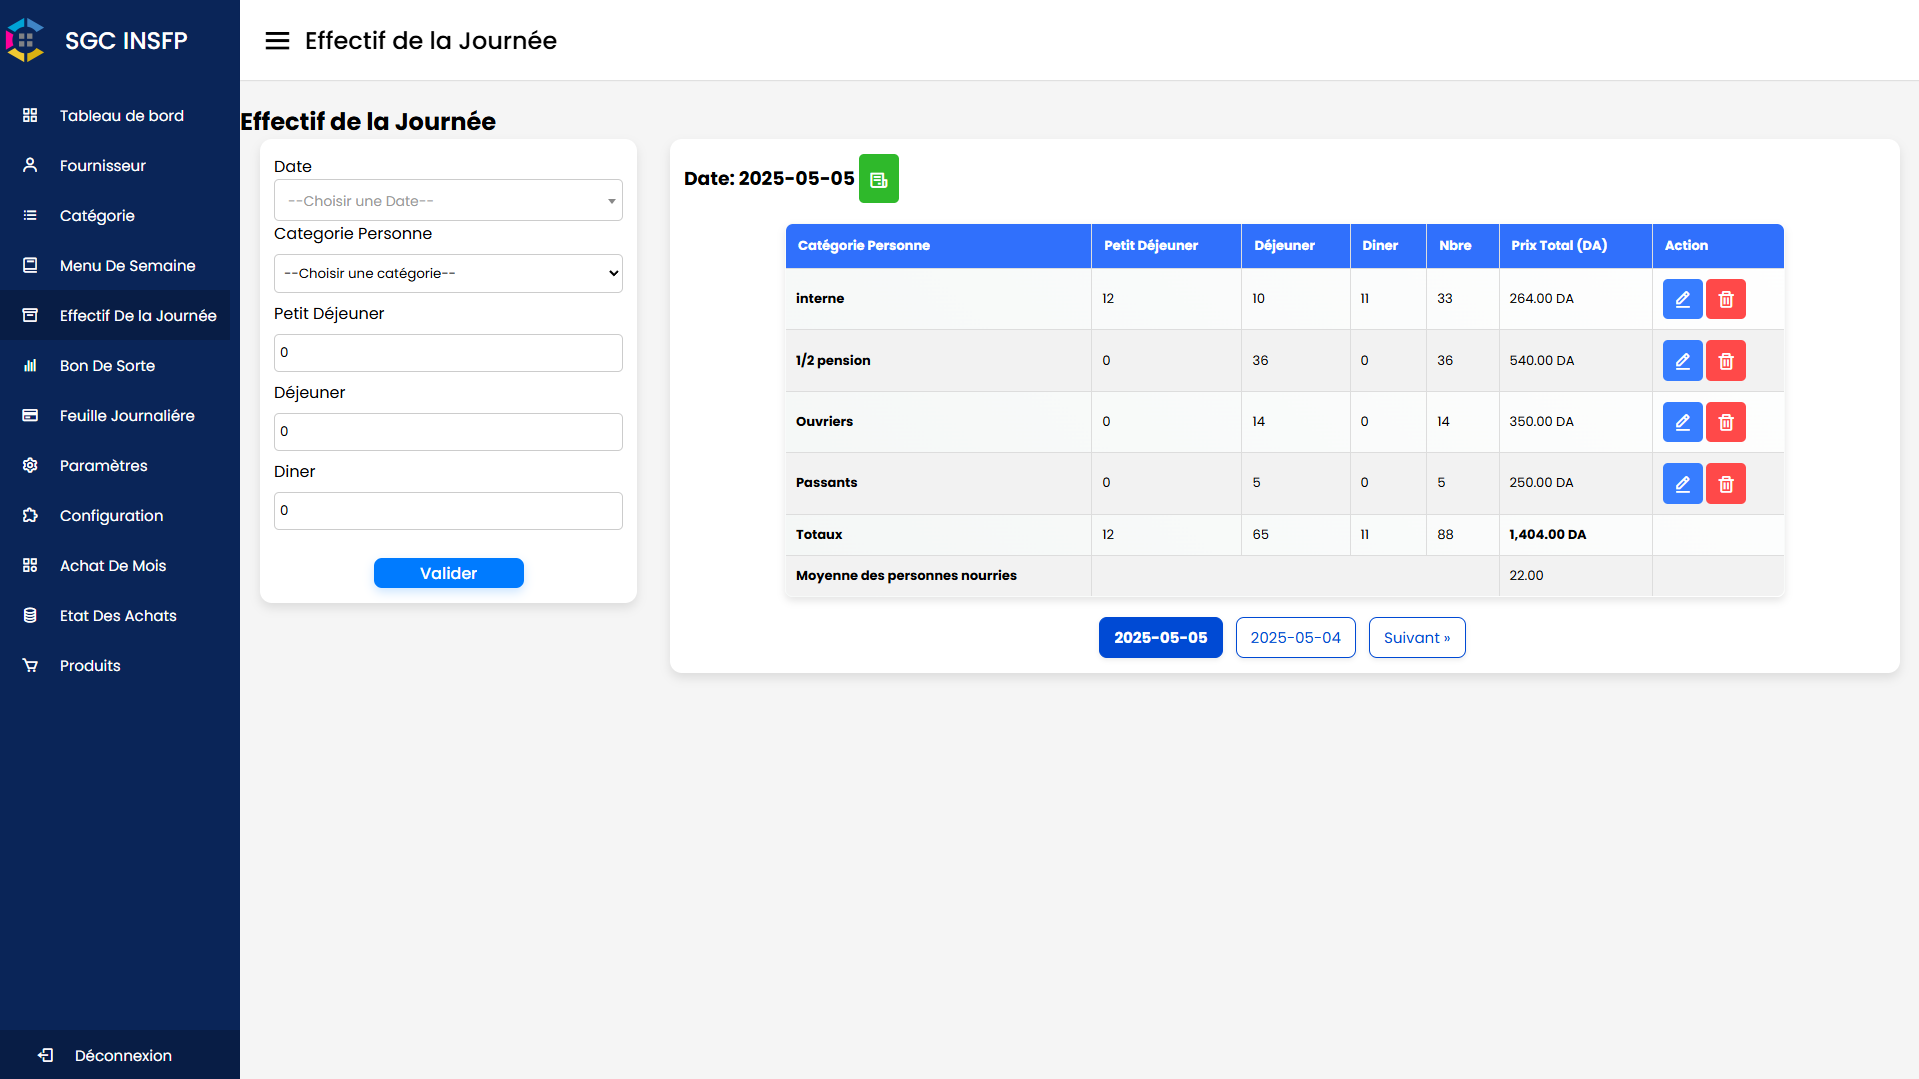 SGC INSFP
Effectif de la Journée
Tableau de bord
Fournisseur
Catégorie
Menu De Semaine
Effectif De la Journée
Bon De Sorte
Feuille Journaliére
Paramètres
Configuration
Achat De Mois
Etat Des Achats
Produits
Déconnexion
Effectif de la Journée
Date
--Choisir une Date--
Categorie Personne
--Choisir une catégorie--
Petit Déjeuner
0
Déjeuner
0
Diner
0
Valider
Date: 2025-05-05
Catégorie Personne Petit Déjeuner Déjeuner Diner Nbre Prix Total (DA) Action
interne 12 10 11 33 264.00 DA
1/2 pension 0 36 0 36 540.00 DA
Ouvriers 0 14 0 14 350.00 DA
Passants 0 5 0 5 250.00 DA
Totaux 12 65 11 88 1,404.00 DA
Moyenne des personnes nourries 22.00
2025-05-05 2025-05-04 Suivant »